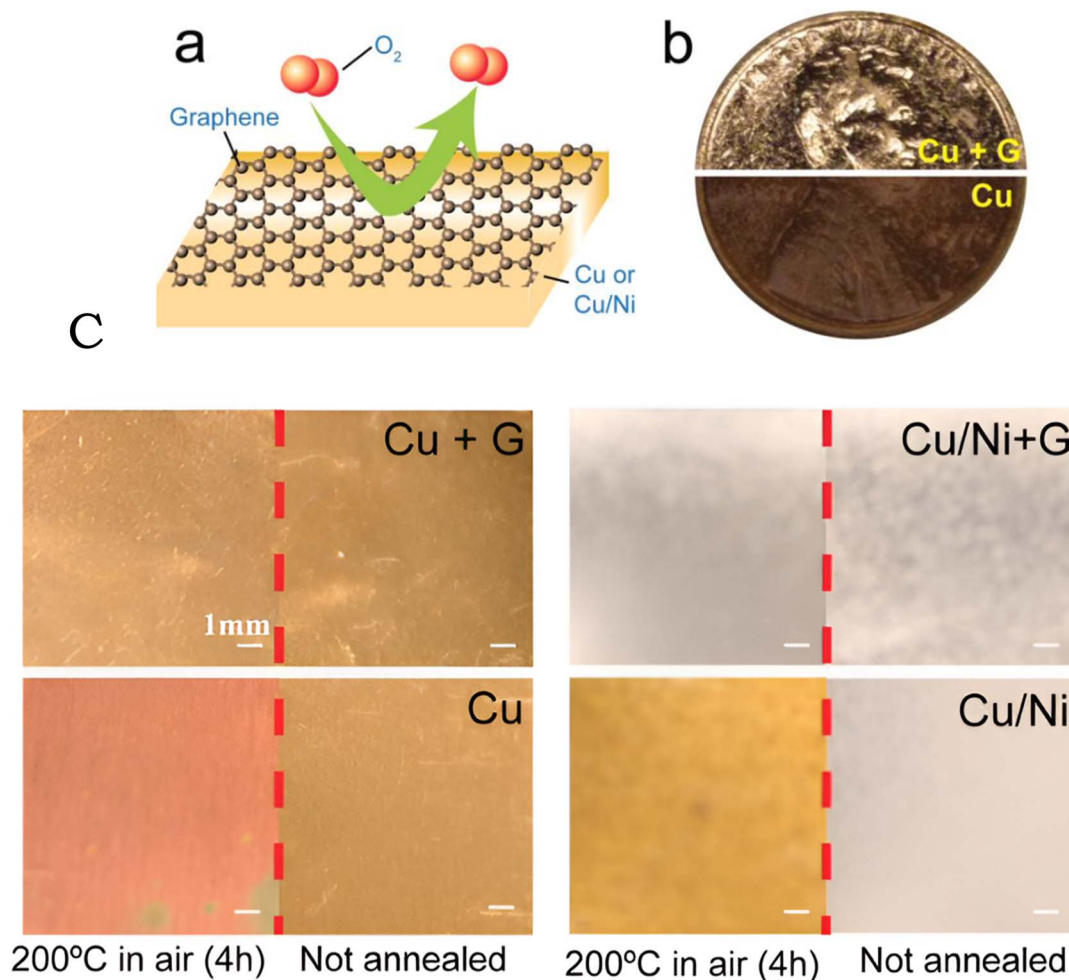 a
O₂
Graphene
Cu or
Cu/Ni
b
Cu + G
Cu
C
Cu + G
1mm
Cu/Ni+G
Cu
Cu/Ni
200ºC in air (4h)
Not annealed
200ºC in air (4h)
Not annealed